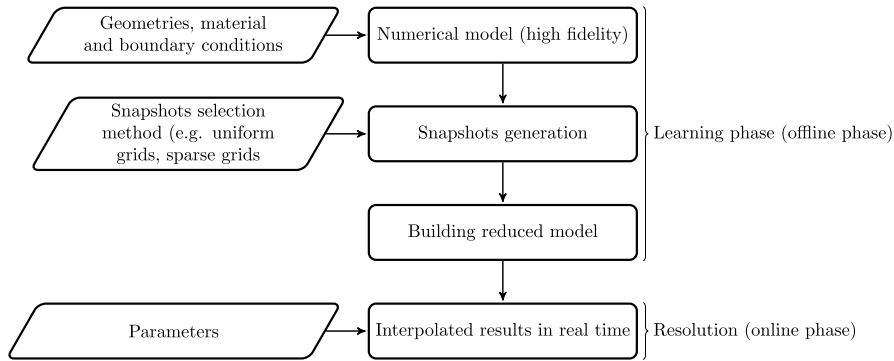 Geometries, material
and boundary conditions
Numerical model (high fidelity)
Snapshots selection
method (e.g. uniform
grids, sparse grids
Snapshots generation
Learning phase (offline phase)
Building reduced model
Parameters
Interpolated results in real time
Resolution (online phase)